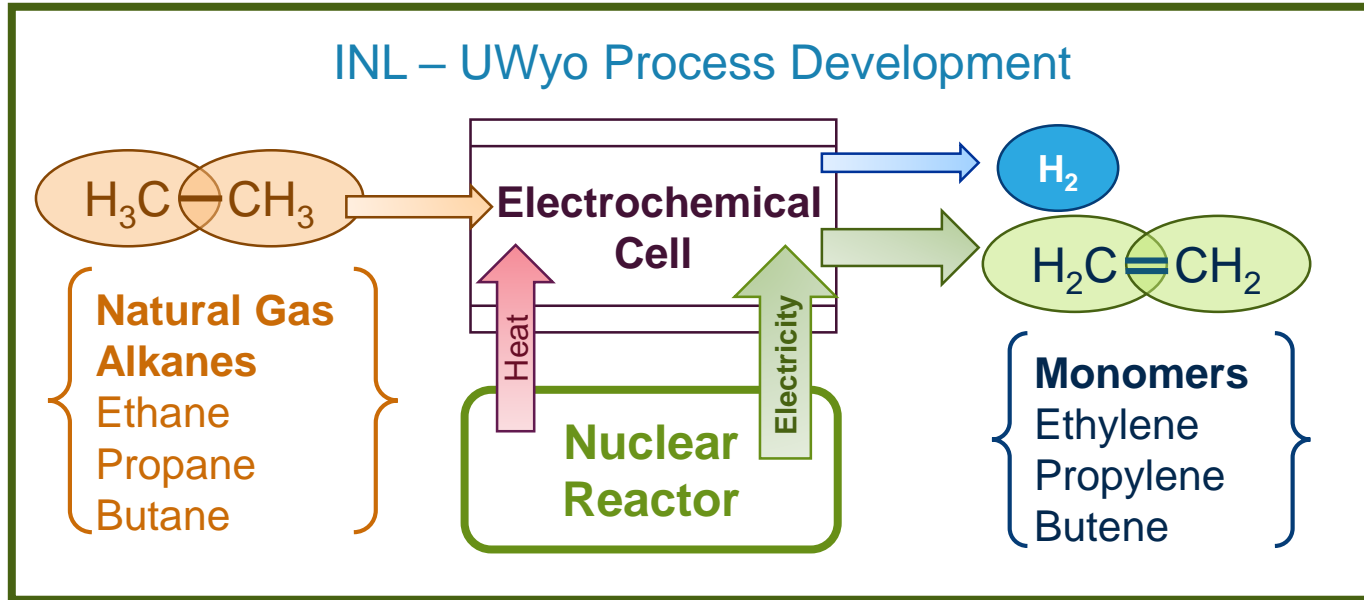 INL – UWyo Process Development
H₃C–CH₃
Electrochemical
Cell
H₂
H₂C=CH₂
Natural Gas
Alkanes
Ethane
Propane
Butane
Heat
Electricity
Nuclear
Reactor
Monomers
Ethylene
Propylene
Butene